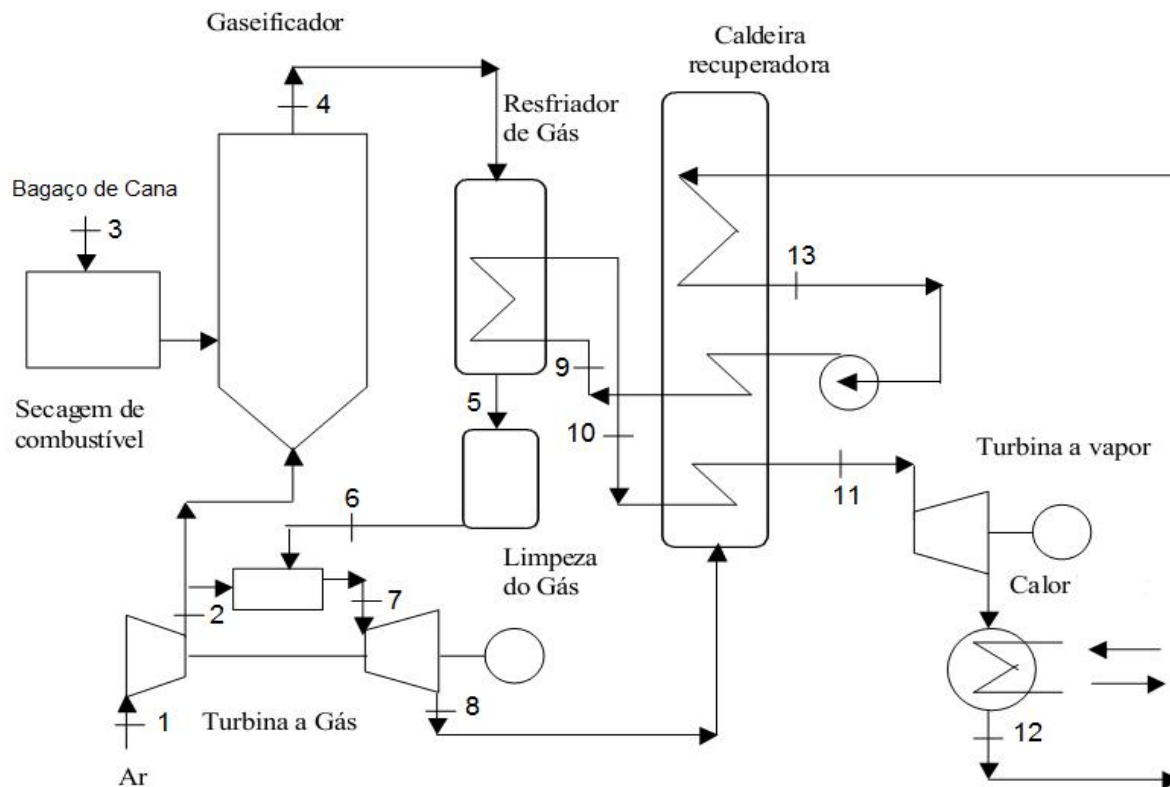 Gaseificador
Caldeira
recuperadora
4
Resfriador
de Gás
Bagaço de Cana
3
13
9
5
Secagem de
combustível
10
Turbina a vapor
11
6
Limpeza
do Gás
Calor
2
7
1
Turbina a Gás
8
12
Ar